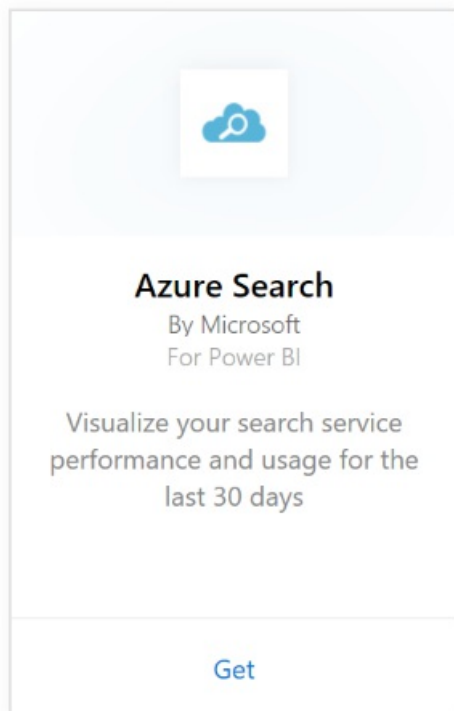 Azure Search
By Microsoft
For Power BI
Visualize your search service
performance and usage for the
last 30 days
Get